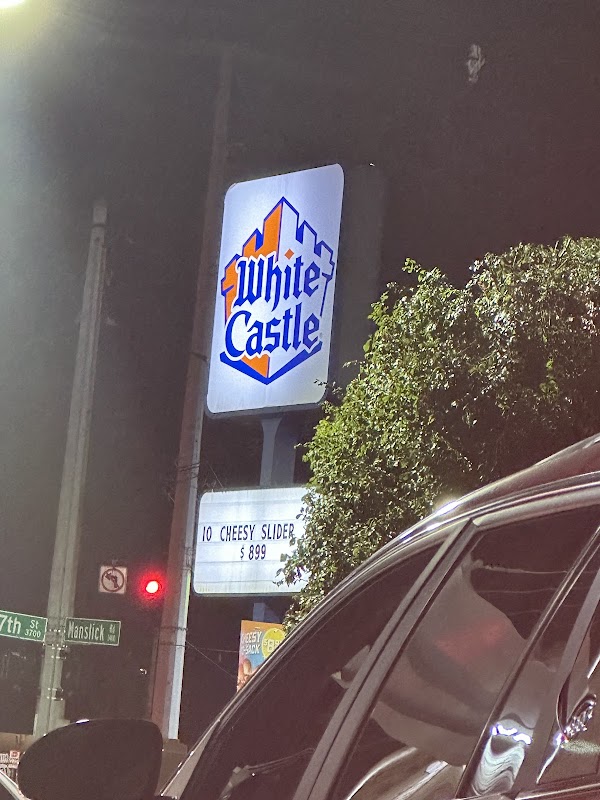 White
Castle
10 CHEESY SLIDER
$ 899
7th St
3700
Manslick